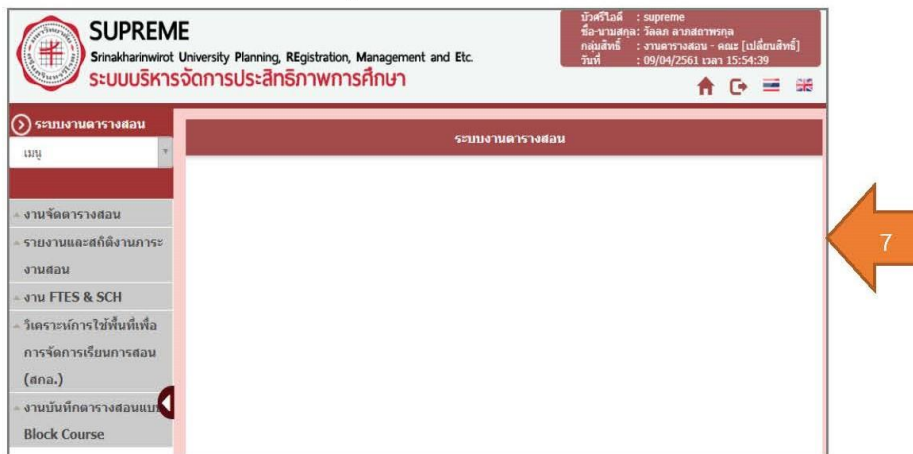 SUPREME
Srinakharinwirot University Planning, REgistration, Management and Etc.
ระบบบริหารจัดการประสิทธิภาพการศึกษา
บัวศรีไอดี : supreme
ชื่อ-นามสกุล: วัลลภ ลาภสถาพรกุล
กลุ่มสิทธิ์ : งานตารางสอน - คณะ [เปลี่ยนสิทธิ์]
วันที่ : 09/04/2561 เวลา 15:54:39
ระบบงานตารางสอน
เมนู
ระบบงานตารางสอน
งานจัดตารางสอน
รายงานและสถิติงานภาระ
งานสอน
งาน FTES & SCH
วิเคราะห์การใช้พื้นที่เพื่อ
การจัดการเรียนการสอน
(สกอ.)
งานบันทึกตารางสอนแบบ
Block Course
7